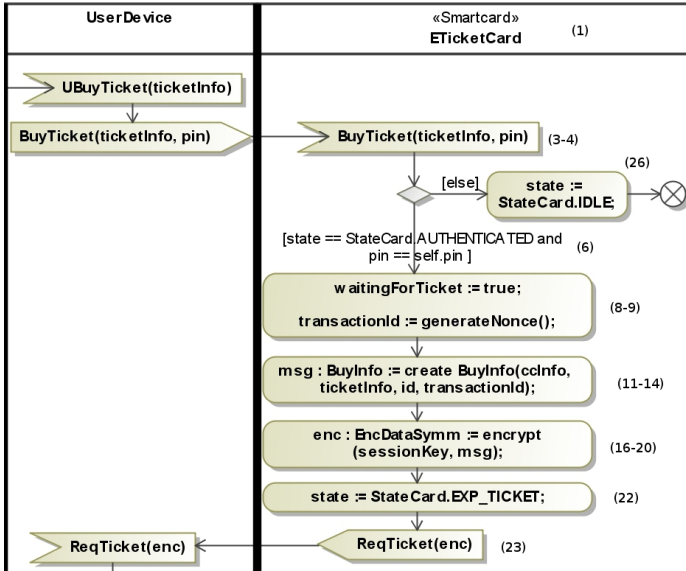 UserDevice
«Smartcard»
ETicketCard
(1)
UBuyTicket(ticketInfo)
BuyTicket(ticketInfo, pin)
BuyTicket(ticketInfo, pin)
(3-4)
[else]
state :=
StateCard.IDLE;
(26)
[state == StateCard.AUTHENTICATED and
pin == self.pin ]
(6)
waitingForTicket := true;
transactionId := generateNonce();
(8-9)
msg : BuyInfo := create BuyInfo(ccInfo,
ticketInfo, id, transactionId);
(11-14)
enc : EncDataSymm := encrypt
(sessionKey, msg);
(16-20)
state := StateCard.EXP_TICKET;
(22)
ReqTicket(enc)
ReqTicket(enc)
(23)